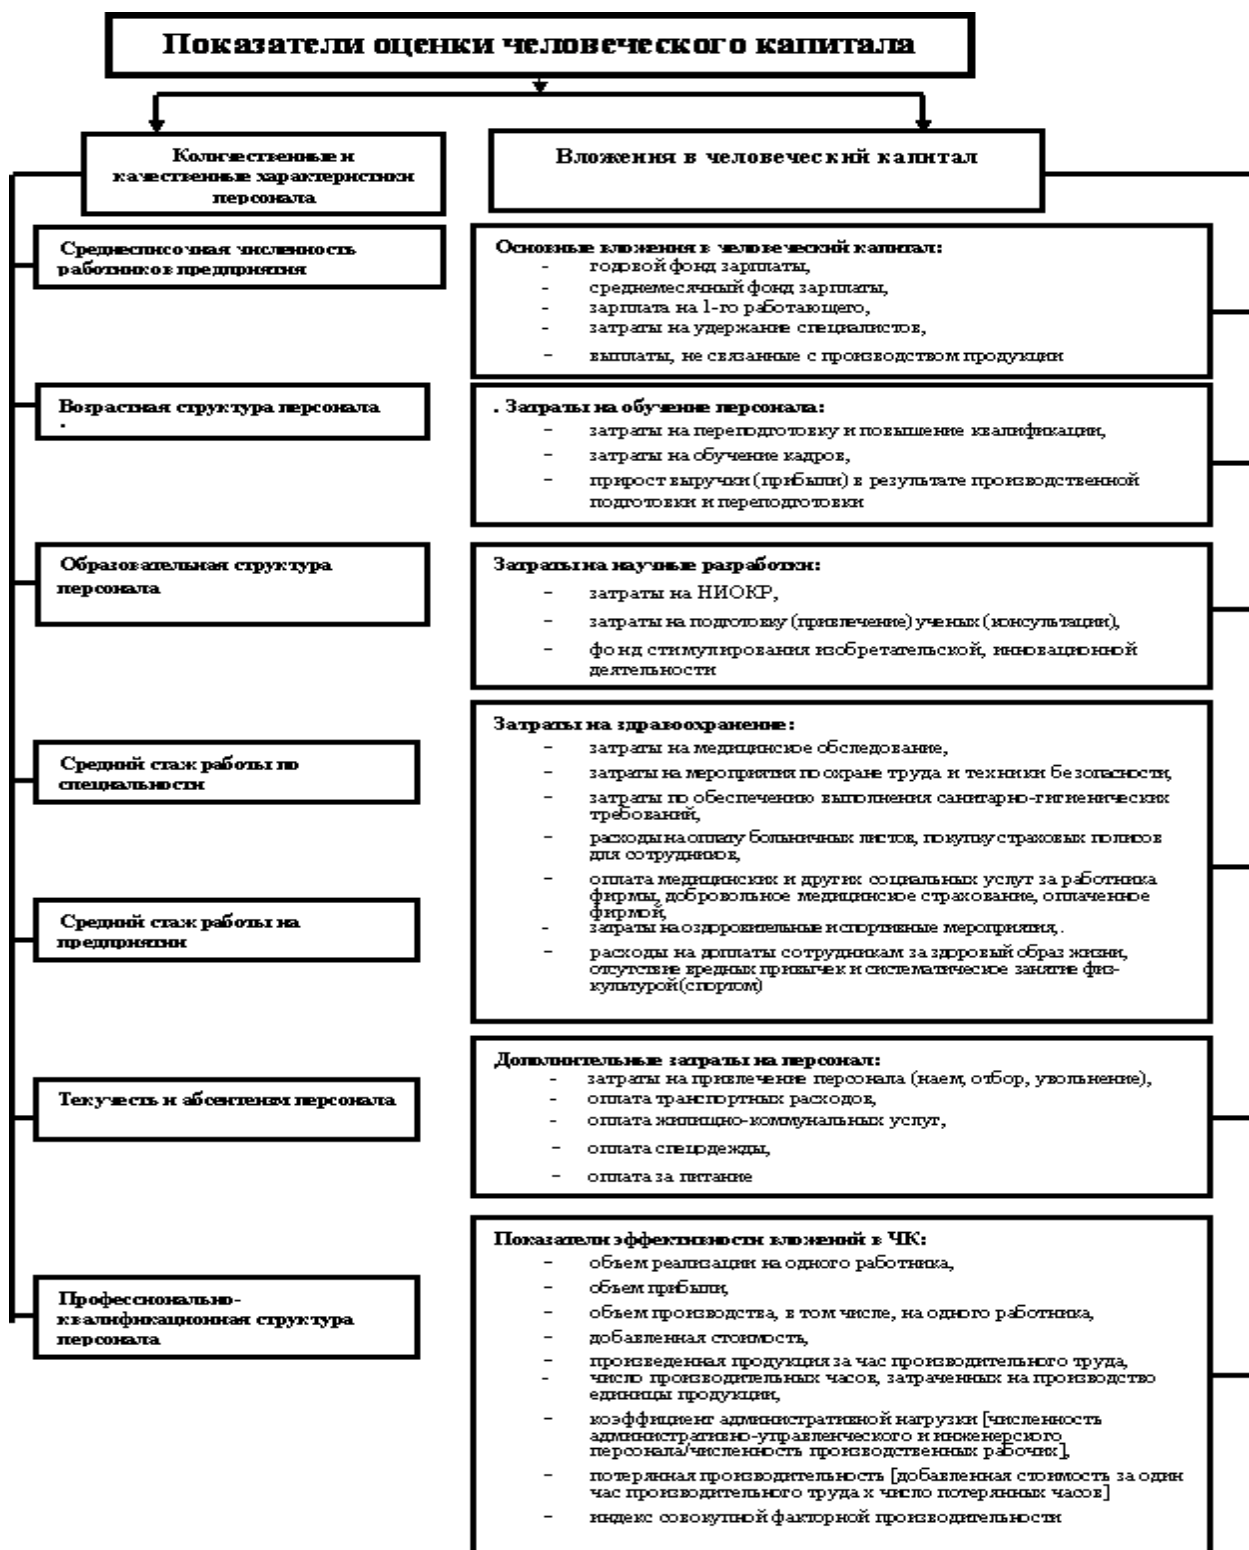 Показатели оценки человеческого капитала
Количественные и
качественные характеристики
персонала
Вложения в человеческий капитал
Среднесписочная численность
работников предприятия
Возрастная структура персонала
.
Образовательная структура
персонала
Средний стаж работы по
специальности
Средний стаж работы на
предприятии
Текучесть и абсентеизм персонала
Профессионально-
квалификационная структура
персонала
Основные вложения в человеческий капитал:
- годовой фонд зарплаты,
- среднемесячный фонд зарплаты,
- зарплата на 1-го работающего,
- затраты на удержание специалистов,
- выплаты, не связанные с производством продукции
. Затраты на обучение персонала:
- затраты на переподготовку и повышение квалификации,
- затраты на обучение кадров,
- прирост выручки (прибыли) в результате производственной
подготовки и переподготовки
Затраты на научные разработки:
- затраты на НИОКР,
- затраты на подготовку (привлечение) ученых (консультации),
- фонд стимулирования изобретательской, инновационной
деятельности
Затраты на здравоохранение:
- затраты на медицинское обследование,
- затраты на мероприятия по охране труда и техники безопасности,
- затраты по обеспечению выполнения санитарно-гигиенических
требований,
- расходы на оплату больничных листов, покупку страховых полисов
для сотрудников,
- оплата медицинских и других социальных услуг за работника
фирмы, добровольное медицинское страхование, оплаченное
фирмой,
- затраты на оздоровительные и спортивные мероприятия, .
- расходы на доплаты сотрудникам за здоровый образ жизни,
отсутствие вредных привычек и систематическое занятие физ-
культурой (спортом)
Дополнительные затраты на персонал:
- затраты на привлечение персонала (наем, отбор, увольнение),
- оплата транспортных расходов,
- оплата жилищно-коммунальных услуг,
- оплата спецодежды,
- оплата за питание
Показатели эффективности вложений в ЧК:
- объем реализации на одного работника,
- объем прибыли,
- объем производства, в том числе, на одного работника,
- добавленная стоимость,
- произведенная продукция за час производительного труда,
- число производительных часов, затраченных на производство
единицы продукции,
- коэффициент административной нагрузки [численность
административно-управленческого и инженерского
персонала/численность производственных рабочих],
- потерянная производительность [добавленная стоимость за один
час производительного труда х число потерянных часов]
- индекс совокупной факторной производительности